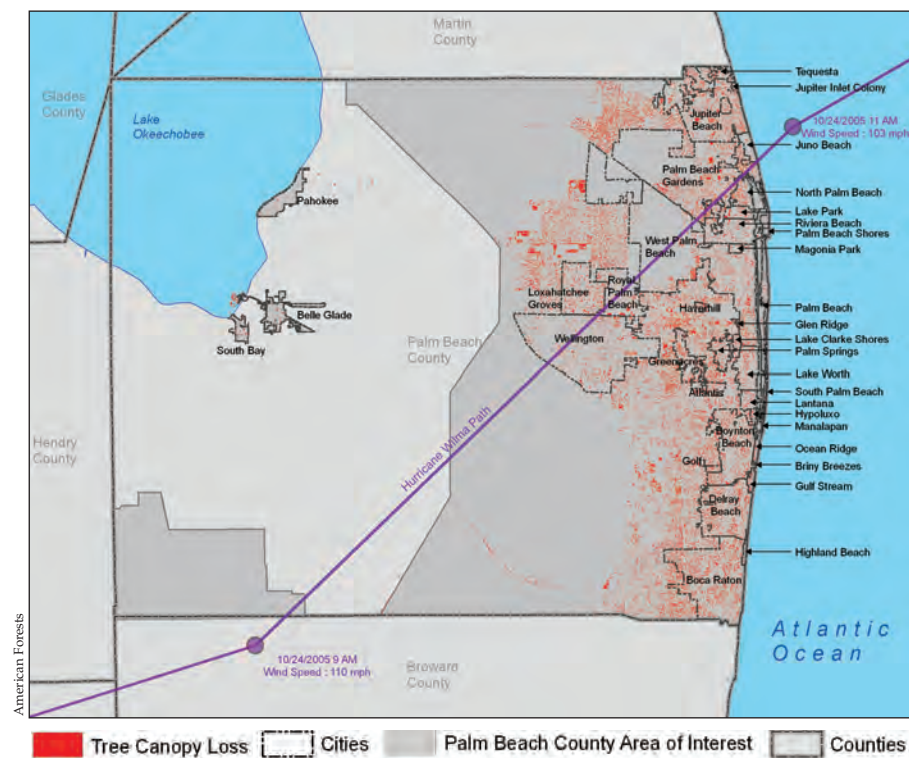 Martin
County
Glades
County
Lake
Okeechobee
Pahokee
Belle Glade
South Bay
Hendry
County
Palm Beach
County
Hurricane Wilma Path
10/24/2005 9 AM
Wind Speed : 110 mph
Broward
County
10/24/2005 11 AM
Wind Speed : 103 mph
Jupiter
Beach
Palm Beach
Gardens
West Palm
Beach
Loxahatchee
Groves
Royal
Palm
Beach
Wellington
Haverhill
Greenacres
Atlantis
Boynton
Beach
Golf
Delray
Beach
Boca Raton
Tequesta
Jupiter Inlet Colony
Juno Beach
North Palm Beach
Lake Park
Riviera Beach
Palm Beach Shores
Magonia Park
Palm Beach
Glen Ridge
Lake Clarke Shores
Palm Springs
Lake Worth
South Palm Beach
Lantana
Hypoluxo
Manalapan
Ocean Ridge
Briny Breezes
Gulf Stream
Highland Beach
Atlantic
Ocean
American Forests
Tree Canopy Loss
Cities
Palm Beach County Area of Interest
Counties